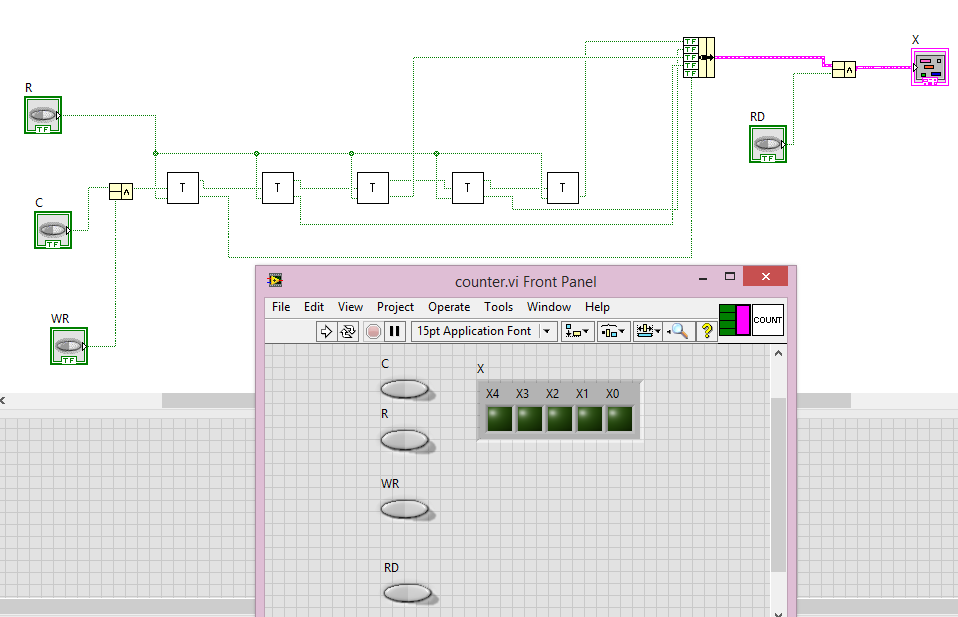 X
R
TF
TF
TF
TF
TF
TF
RD
TF
T
T
T
T
T
C
TF
WR
TF
counter.vi Front Panel
File Edit View Project Operate Tools Window Help
15pt Application Font
?
COUNT
C
X
X4 X3 X2 X1 X0
R
WR
RD